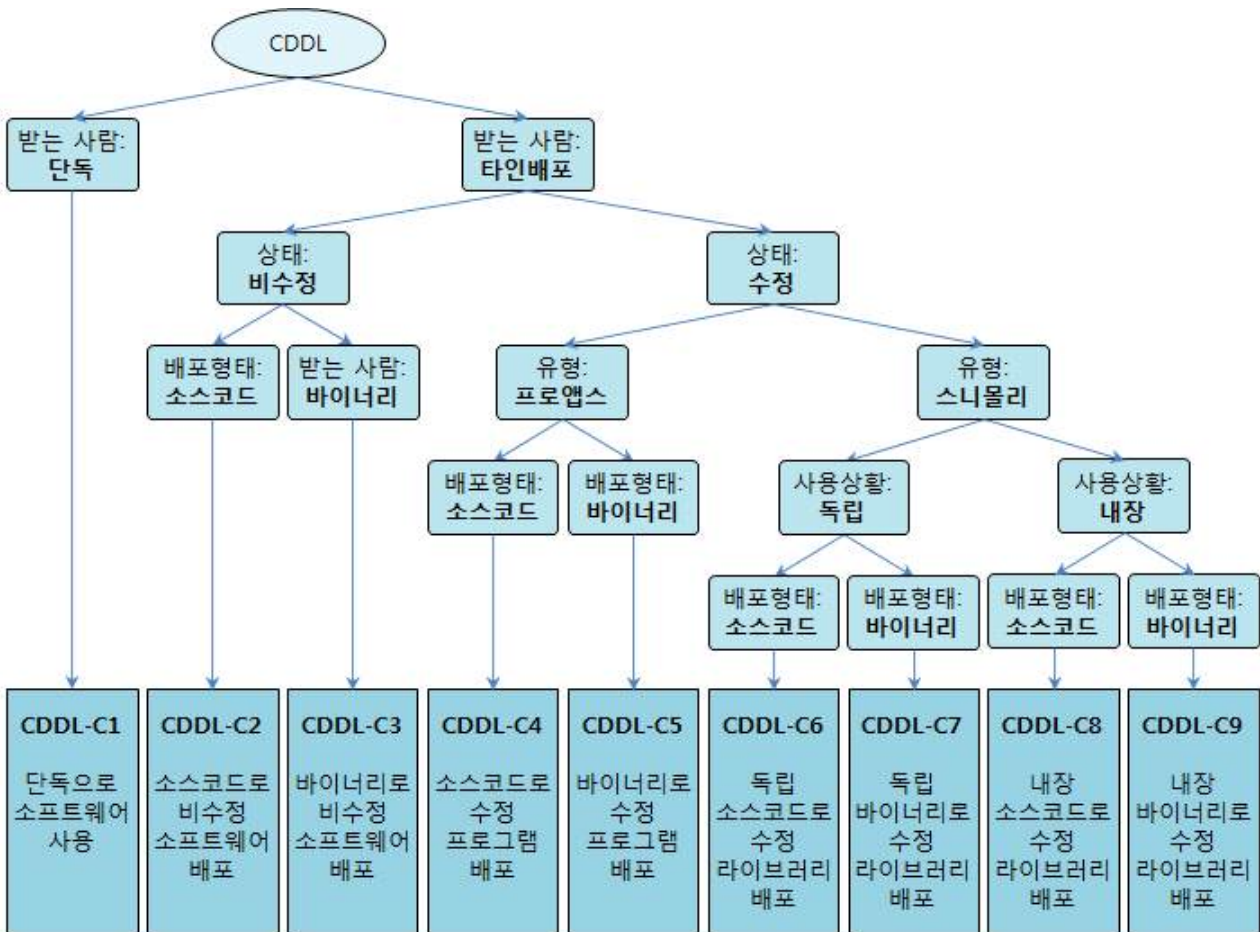 CDDL
받는 사람:
단독
받는 사람:
타인배포
상태:
비수정
상태:
수정
배포형태:
소스코드
받는 사람:
바이너리
유형:
프로앱스
유형:
스니몰리
배포형태:
소스코드
배포형태:
바이너리
사용상황:
독립
사용상황:
내장
배포형태:
소스코드
배포형태:
바이너리
배포형태:
소스코드
배포형태:
바이너리
CDDL-C1
단독으로
소프트웨어
사용
CDDL-C2
소스코드로
비수정
소프트웨어
배포
CDDL-C3
바이너리로
비수정
소프트웨어
배포
CDDL-C4
소스코드로
수정
프로그램
배포
CDDL-C5
바이너리로
수정
프로그램
배포
CDDL-C6
독립
소스코드로
수정
라이브러리
배포
CDDL-C7
독립
바이너리로
수정
라이브러리
배포
CDDL-C8
내장
소스코드로
수정
라이브러리
배포
CDDL-C9
내장
바이너리로
수정
라이브러리
배포